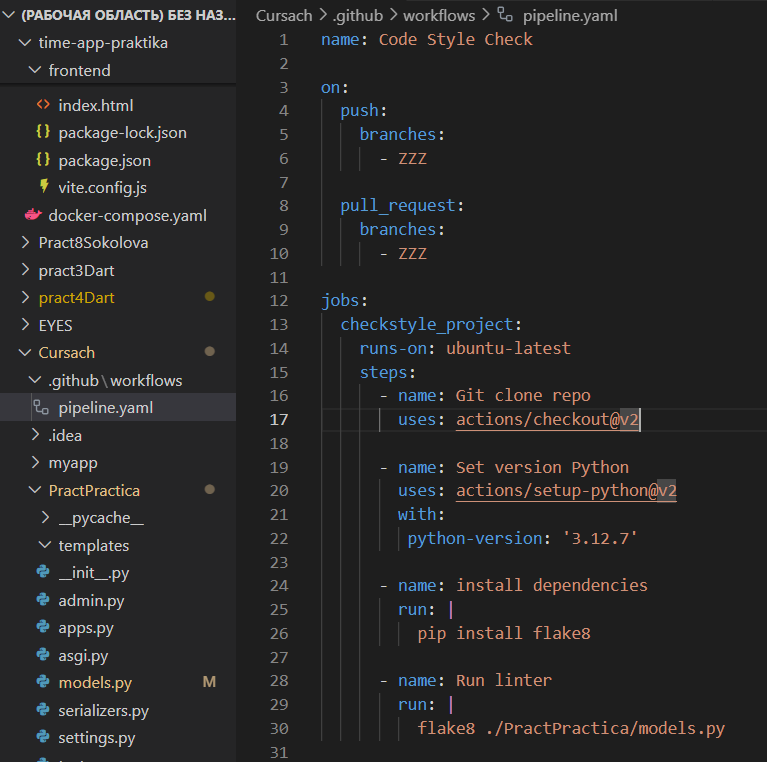 (РАБОЧАЯ ОБЛАСТЬ) БЕЗ НАЗ...
time-app-praktika
frontend
index.html
package-lock.json
package.json
vite.config.js
docker-compose.yaml
Pract8Sokolova
pract3Dart
pract4Dart
EYES
Cursach
.github\workflows
pipeline.yaml
.idea
myapp
PractPractica
__pycache__
templates
__init__.py
admin.py
apps.py
asgi.py
models.py M
serializers.py
settings.py
Cursach > .github > workflows > pipeline.yaml
1 name: Code Style Check
2
3 on:
4 push:
5 branches:
6 - ZZZ
7
8 pull_request:
9 branches:
10 - ZZZ
11
12 jobs:
13 checkstyle_project:
14 runs-on: ubuntu-latest
15 steps:
16 - name: Git clone repo
17 uses: actions/checkout@v2
18
19 - name: Set version Python
20 uses: actions/setup-python@v2
21 with:
22 python-version: '3.12.7'
23
24 - name: install dependencies
25 run: |
26 pip install flake8
27
28 - name: Run linter
29 run: |
30 flake8 ./PractPractica/models.py
31